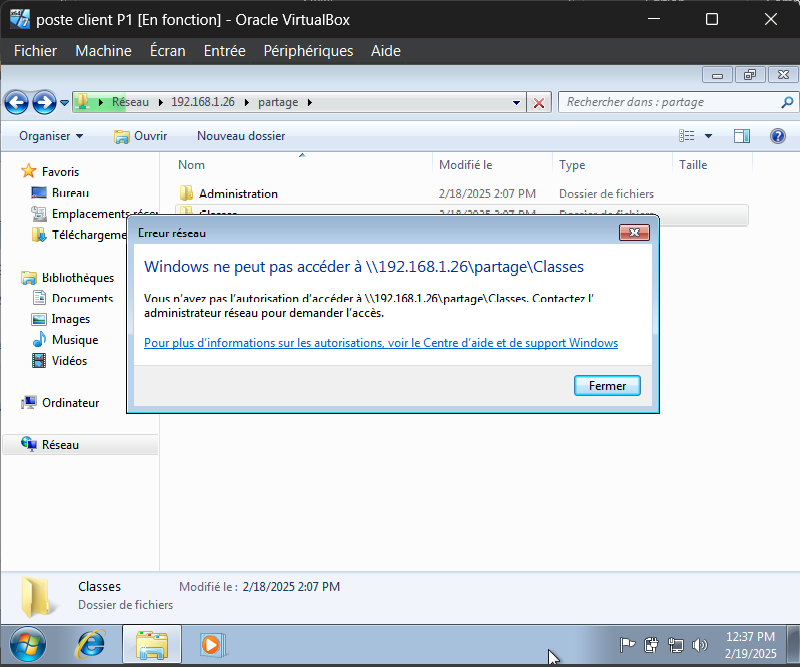 poste client P1 [En fonction] - Oracle VirtualBox
Fichier Machine Écran Entrée Périphériques Aide
Réseau 192.168.1.26 partage
Rechercher dans : partage
Organiser Ouvrir Nouveau dossier
Nom Modifié le Type Taille
Favoris
Bureau
Emplacements
Téléchargeme
Bibliothèques
Documents
Images
Musique
Vidéos
Ordinateur
Réseau
Administration 2/18/2025 2:07 PM Dossier de fichiers
Classes 2/18/2025 2:07 PM Dossier de fichiers
Erreur réseau
Windows ne peut pas accéder à \\192.168.1.26\partage\Classes
Vous n'avez pas l'autorisation d'accéder à \\192.168.1.26\partage\Classes. Contactez l'
administrateur réseau pour demander l'accès.
Pour plus d'informations sur les autorisations, voir le Centre d'aide et de support Windows
Fermer
Classes Modifié le : 2/18/2025 2:07 PM
Dossier de fichiers
12:37 PM
2/19/2025